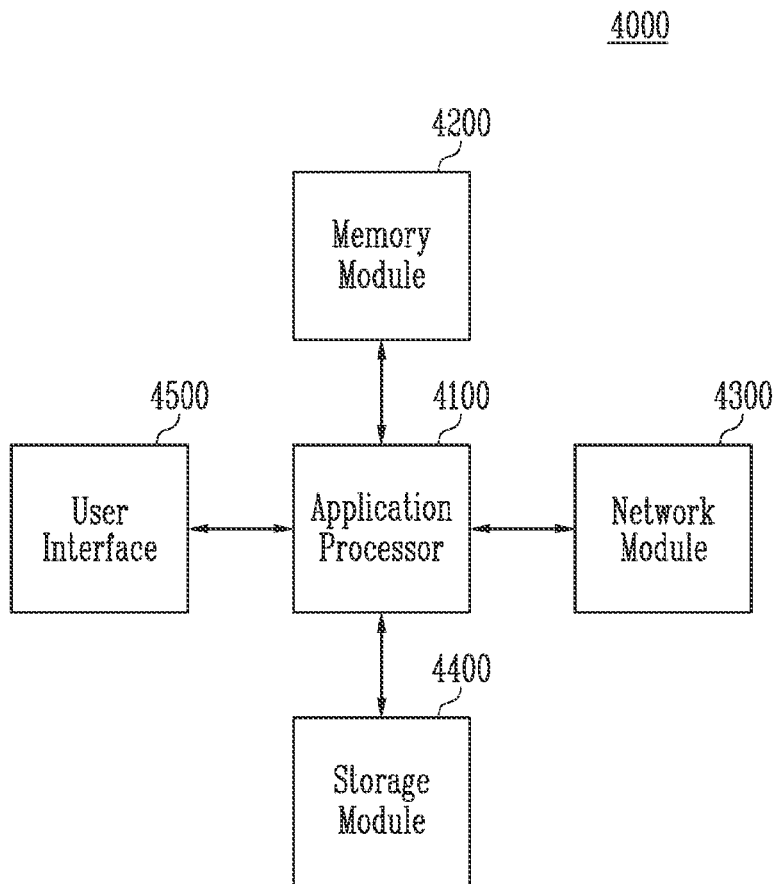 4000
4200
Memory
Module
4500
4100
4300
User
Interface
Application
Processor
Network
Module
4400
Storage
Module